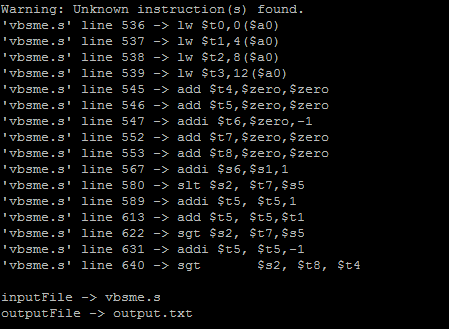 Warning: Unknown instruction(s) found.
'vbsme.s' line 536 -> lw $t0,0($a0)
'vbsme.s' line 537 -> lw $t1,4($a0)
'vbsme.s' line 538 -> lw $t2,8($a0)
'vbsme.s' line 539 -> lw $t3,12($a0)
'vbsme.s' line 545 -> add $t4,$zero,$zero
'vbsme.s' line 546 -> add $t5,$zero,$zero
'vbsme.s' line 547 -> addi $t6,$zero,-1
'vbsme.s' line 552 -> add $t7,$zero,$zero
'vbsme.s' line 553 -> add $t8,$zero,$zero
'vbsme.s' line 567 -> addi $s6,$s1,1
'vbsme.s' line 580 -> slt $s2, $t7,$s5
'vbsme.s' line 589 -> addi $t5, $t5,1
'vbsme.s' line 613 -> add $t5, $t5,$t1
'vbsme.s' line 622 -> sgt $s2, $t7,$s5
'vbsme.s' line 631 -> addi $t5, $t5,-1
'vbsme.s' line 640 -> sgt       $s2, $t8, $t4
inputFile -> vbsme.s
outputFile -> output.txt